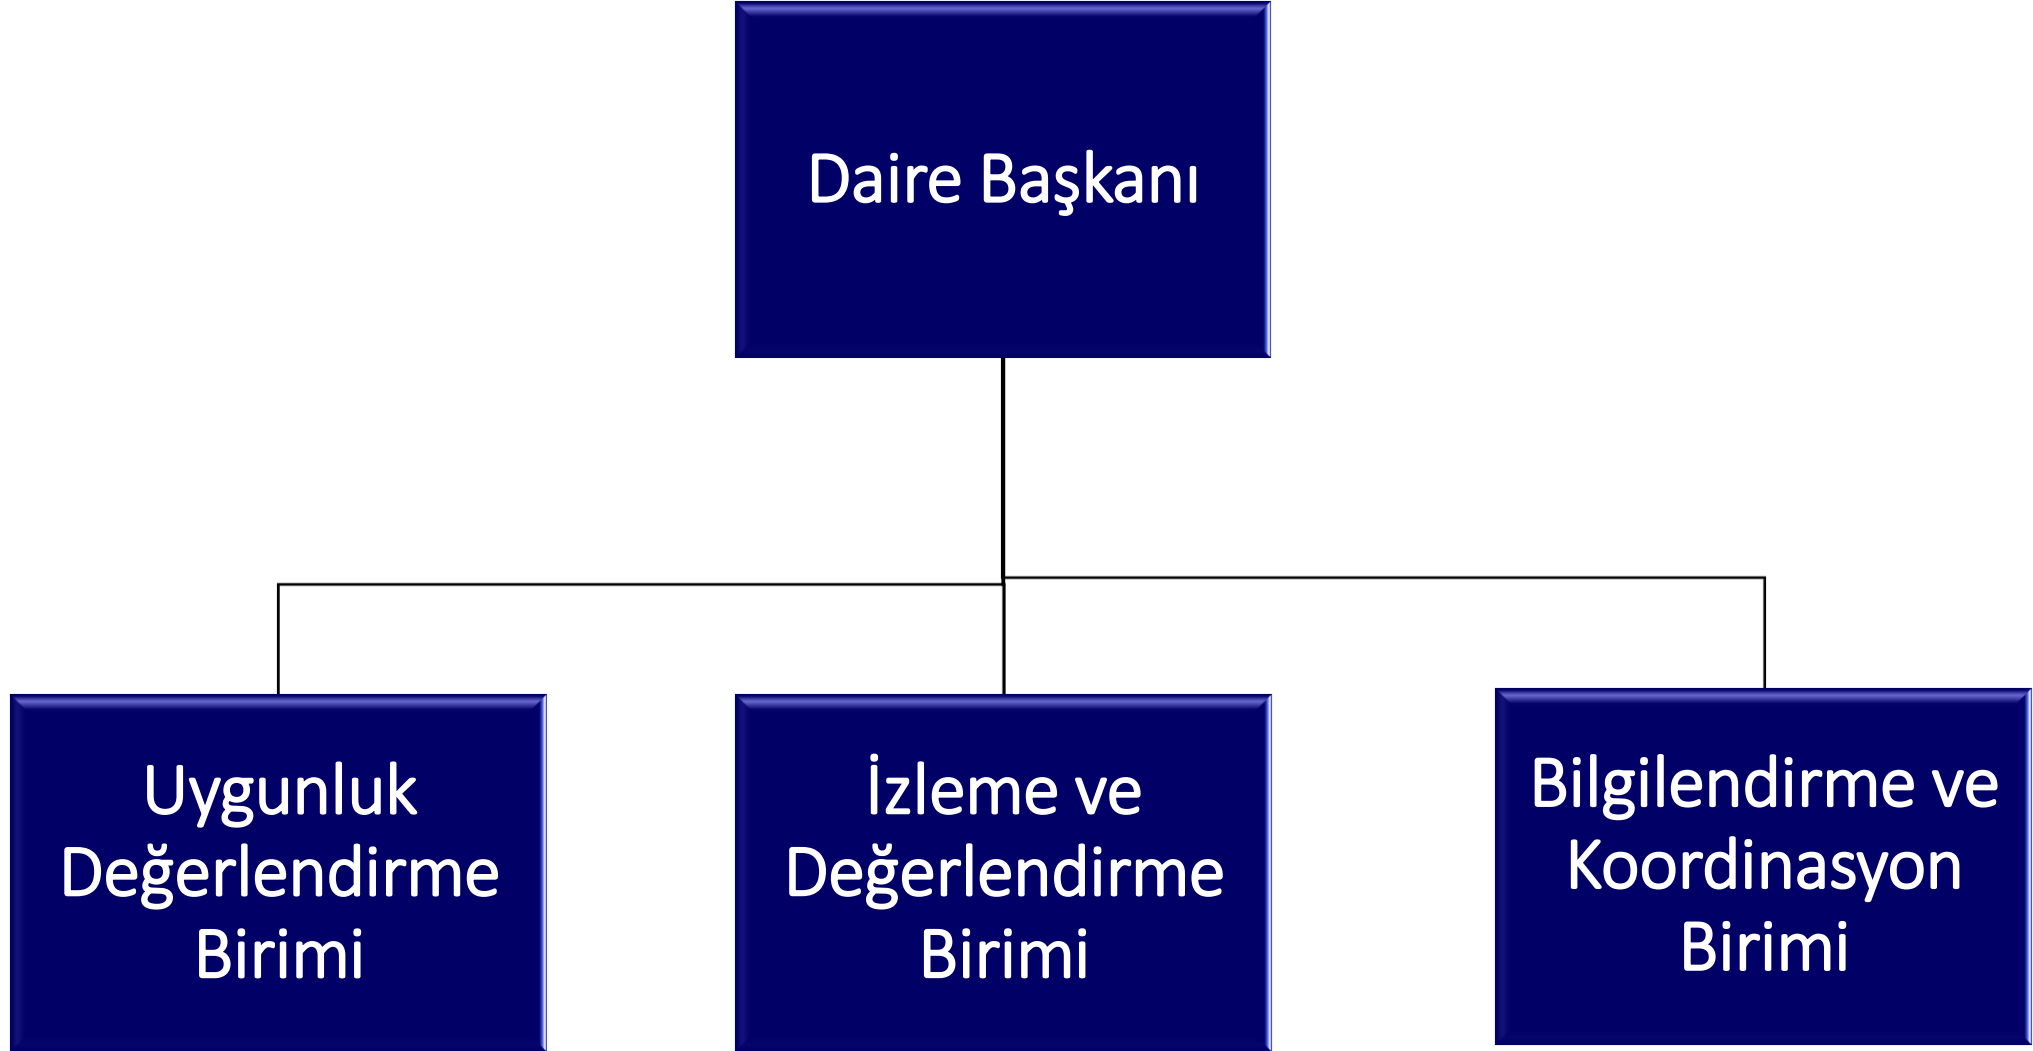 Daire Başkanı
Uygunluk
Değerlendirme
Birimi
İzleme ve
Değerlendirme
Birimi
Bilgilendirme ve
Koordinasyon
Birimi